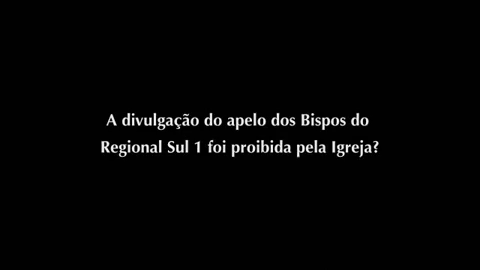 A divulgação do apelo dos Bispos do
Regional Sul 1 foi proibida pela Igreja?